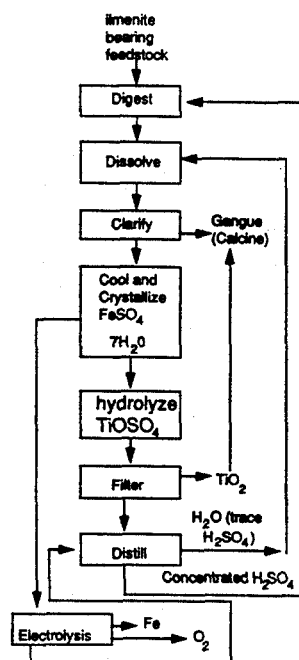 ilmenite
bearing
feedstock
Digest
Dissolve
Clarify
Gangue
(Calcine)
Cool and
Crystallize
FeSO₄
7H₂0
hydrolyze
TiOSO₄
Filter
TiO₂
H₂O (trace
H₂SO₄)
Distill
Concentrated H₂SO₄
Electrolysis
Fe
O₂